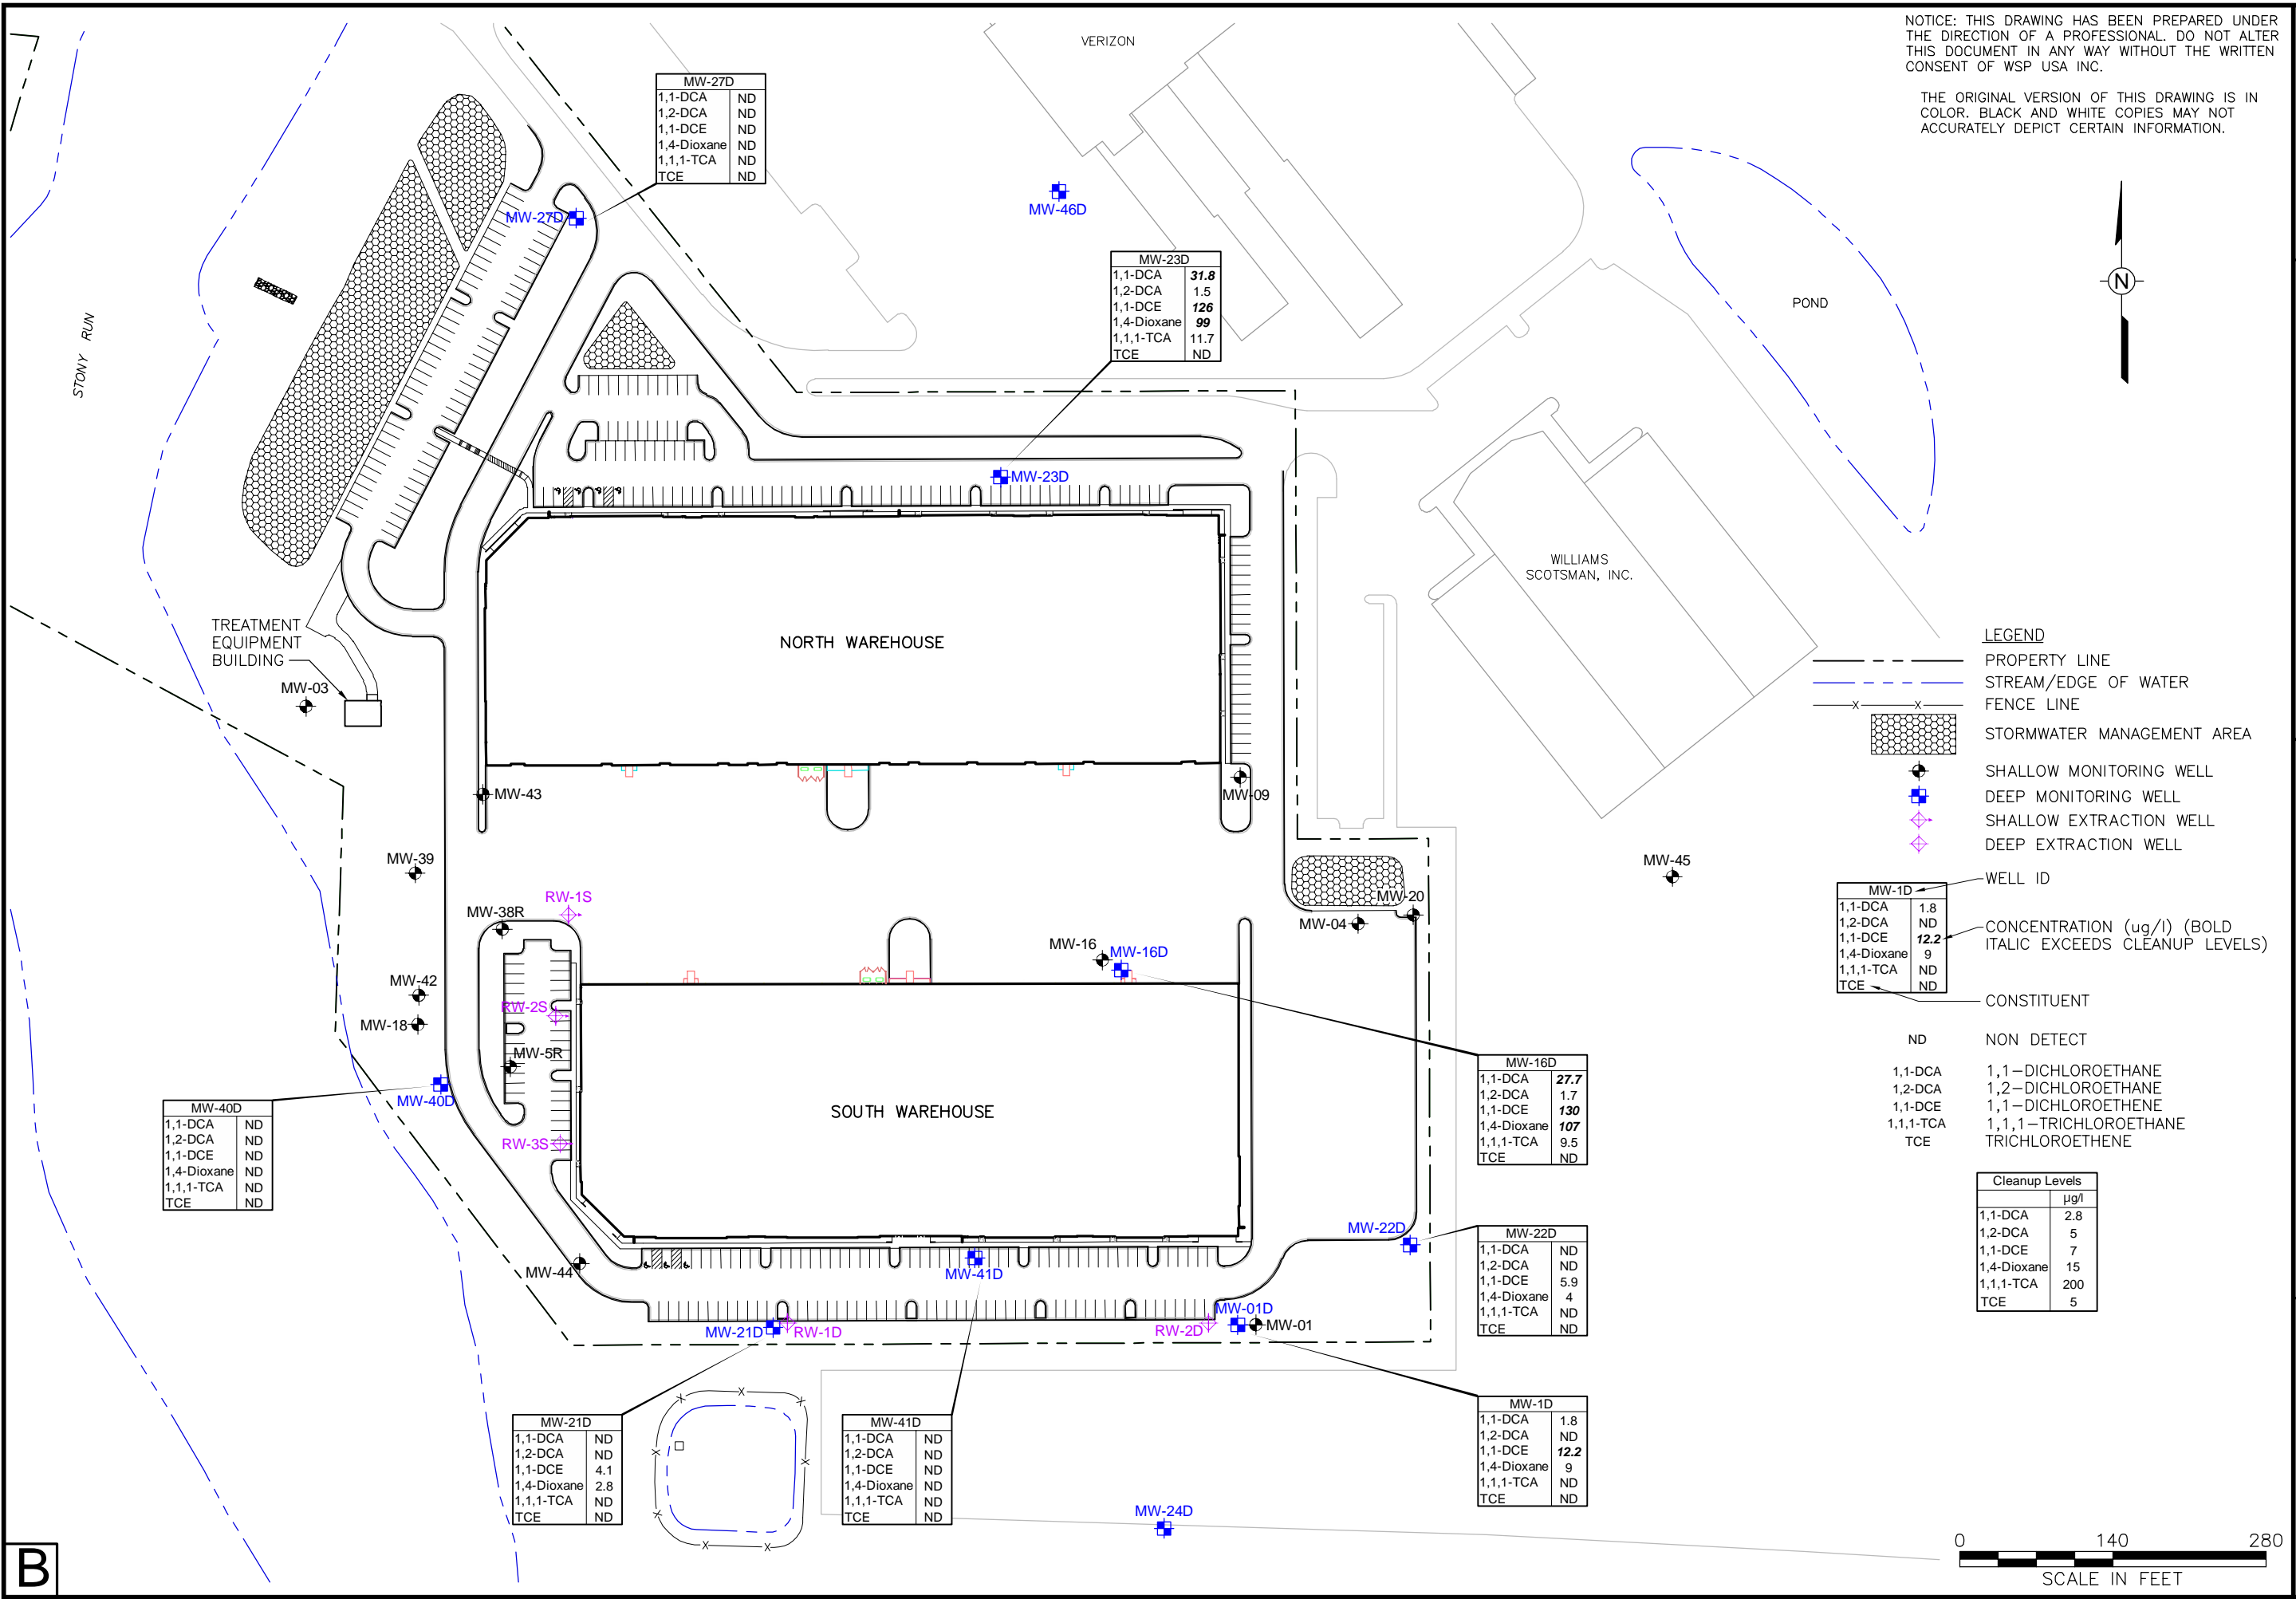 NOTICE: THIS DRAWING HAS BEEN PREPARED UNDER
THE DIRECTION OF A PROFESSIONAL. DO NOT ALTER
THIS DOCUMENT IN ANY WAY WITHOUT THE WRITTEN
CONSENT OF WSP USA INC.
THE ORIGINAL VERSION OF THIS DRAWING IS IN
COLOR. BLACK AND WHITE COPIES MAY NOT
ACCURATELY DEPICT CERTAIN INFORMATION.
VERIZON
MW-27D
1,1-DCA ND
1,2-DCA ND
1,1-DCE ND
1,4-Dioxane ND
1,1,1-TCA ND
TCE ND
MW-27D
MW-46D
MW-23D
1,1-DCA 31.8
1,2-DCA 1.5
1,1-DCE 126
1,4-Dioxane 99
1,1,1-TCA 11.7
TCE ND
N
POND
STONY RUN
MW-23D
WILLIAMS
SCOTSMAN, INC.
NORTH WAREHOUSE
TREATMENT
EQUIPMENT
BUILDING
MW-03
MW-43
MW-09
MW-39
MW-45
RW-1S
MW-38R
MW-20
MW-04
MW-16
MW-16D
MW-42
RW-2S
MW-18
MW-5R
MW-40D
RW-3S
SOUTH WAREHOUSE
MW-40D
1,1-DCA ND
1,2-DCA ND
1,1-DCE ND
1,4-Dioxane ND
1,1,1-TCA ND
TCE ND
MW-16D
1,1-DCA 27.7
1,2-DCA 1.7
1,1-DCE 130
1,4-Dioxane 107
1,1,1-TCA 9.5
TCE ND
MW-22D
MW-22D
1,1-DCA ND
1,2-DCA ND
1,1-DCE 5.9
1,4-Dioxane 4
1,1,1-TCA ND
TCE ND
MW-44
MW-41D
MW-01D
MW-21D
RW-1D
RW-2D
MW-01
MW-21D
1,1-DCA ND
1,2-DCA ND
1,1-DCE 4.1
1,4-Dioxane 2.8
1,1,1-TCA ND
TCE ND
MW-41D
1,1-DCA ND
1,2-DCA ND
1,1-DCE ND
1,4-Dioxane ND
1,1,1-TCA ND
TCE ND
MW-1D
1,1-DCA 1.8
1,2-DCA ND
1,1-DCE 12.2
1,4-Dioxane 9
1,1,1-TCA ND
TCE ND
MW-24D
LEGEND
PROPERTY LINE
STREAM/EDGE OF WATER
X X FENCE LINE
STORMWATER MANAGEMENT AREA
SHALLOW MONITORING WELL
DEEP MONITORING WELL
SHALLOW EXTRACTION WELL
DEEP EXTRACTION WELL
WELL ID
MW-1D
1,1-DCA 1.8
1,2-DCA ND
1,1-DCE 12.2
1,4-Dioxane 9
1,1,1-TCA ND
TCE ND
CONCENTRATION (ug/l) (BOLD
ITALIC EXCEEDS CLEANUP LEVELS)
CONSTITUENT
ND NON DETECT
1,1-DCA 1,1-DICHLOROETHANE
1,2-DCA 1,2-DICHLOROETHANE
1,1-DCE 1,1-DICHLOROETHENE
1,1,1-TCA 1,1,1-TRICHLOROETHANE
TCE TRICHLOROETHENE
Cleanup Levels
µg/l
1,1-DCA 2.8
1,2-DCA 5
1,1-DCE 7
1,4-Dioxane 15
1,1,1-TCA 200
TCE 5
X X X X X X X X
0 140 280
SCALE IN FEET
B